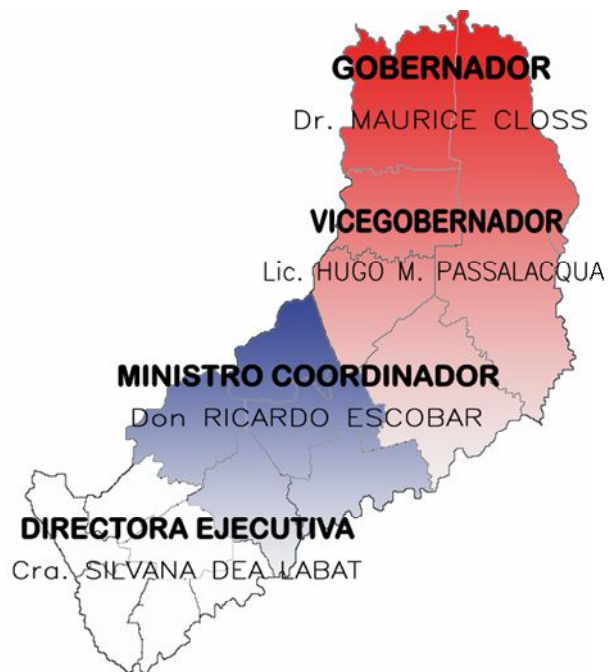 GOBERNADOR
Dr. MAURICE CLOSS
VICEGOBERNADOR
Lic. HUGO M. PASSALACQUA
MINISTRO COORDINADOR
Don RICARDO ESCOBAR
DIRECTORA EJECUTIVA
Cra. SILVANA DEA LABAT